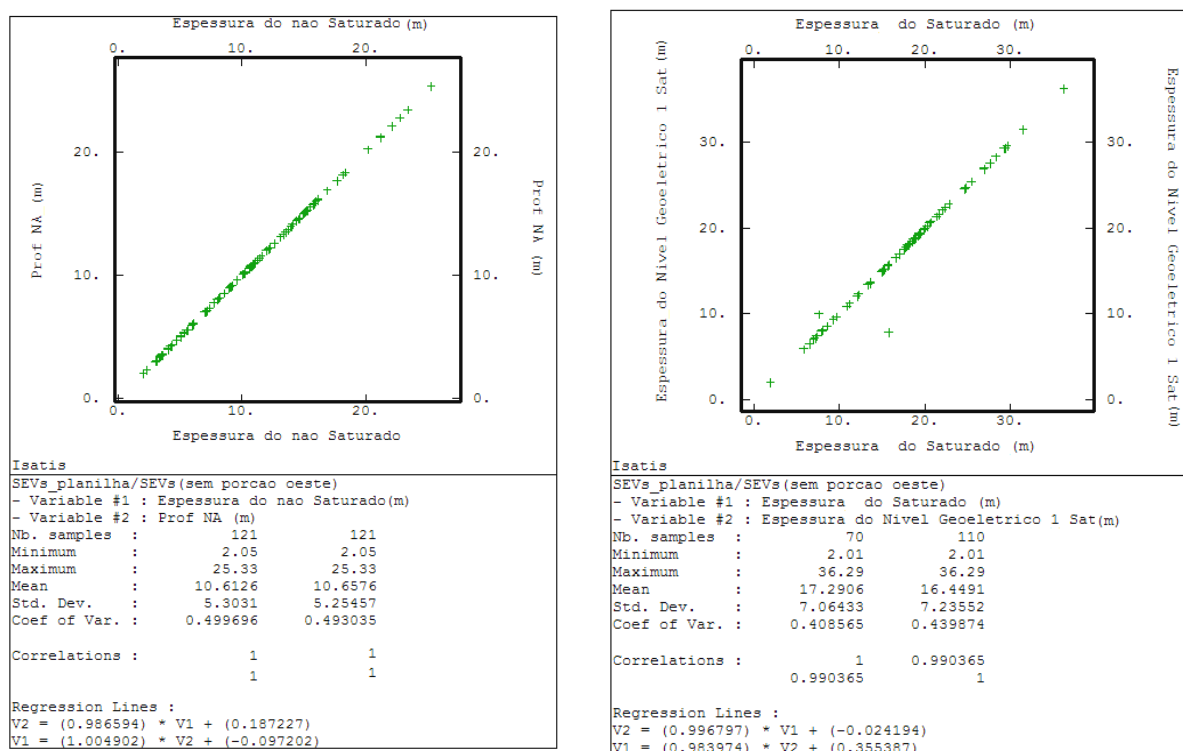 Espessura do nao Saturado (m)
0. 10. 20.
20. 20.
Prof NA (m)
Prof NA (m)
10. 10.
0. 0.
0. 10. 20.
Espessura do nao Saturado
Isatis
SEVs_planilha/SEVs(sem porcao oeste)
- Variable #1 : Espessura do nao Saturado(m)
- Variable #2 : Prof NA (m)
Nb. samples : 121 121
Minimum : 2.05 2.05
Maximum : 25.33 25.33
Mean : 10.6126 10.6576
Std. Dev. : 5.3031 5.25457
Coef of Var. : 0.499696 0.493035
Correlations : 1 1
1 1
Regression Lines :
V2 = (0.986594) * V1 + (0.187227)
V1 = (1.004902) * V2 + (-0.097202)
Espessura do Saturado (m)
0. 10. 20. 30.
Espessura do Nivel Geoeletrico 1 Sat(m)
Espessura do Nivel Geoeletrico 1 Sat(m)
30. 30.
20. 20.
10. 10.
0. 0.
0. 10. 20. 30.
Espessura do Saturado (m)
Isatis
SEVs_planilha/SEVs(sem porcao oeste)
- Variable #1 : Espessura do Saturado (m)
- Variable #2 : Espessura do Nivel Geoeletrico 1 Sat(m)
Nb. samples : 70 110
Minimum : 2.01 2.01
Maximum : 36.29 36.29
Mean : 17.2906 16.4491
Std. Dev. : 7.06433 7.23552
Coef of Var. : 0.408565 0.439874
Correlations : 1 0.990365
0.990365 1
Regression Lines :
V2 = (0.996797) * V1 + (-0.024194)
V1 = (0.983974) * V2 + (0.355387)